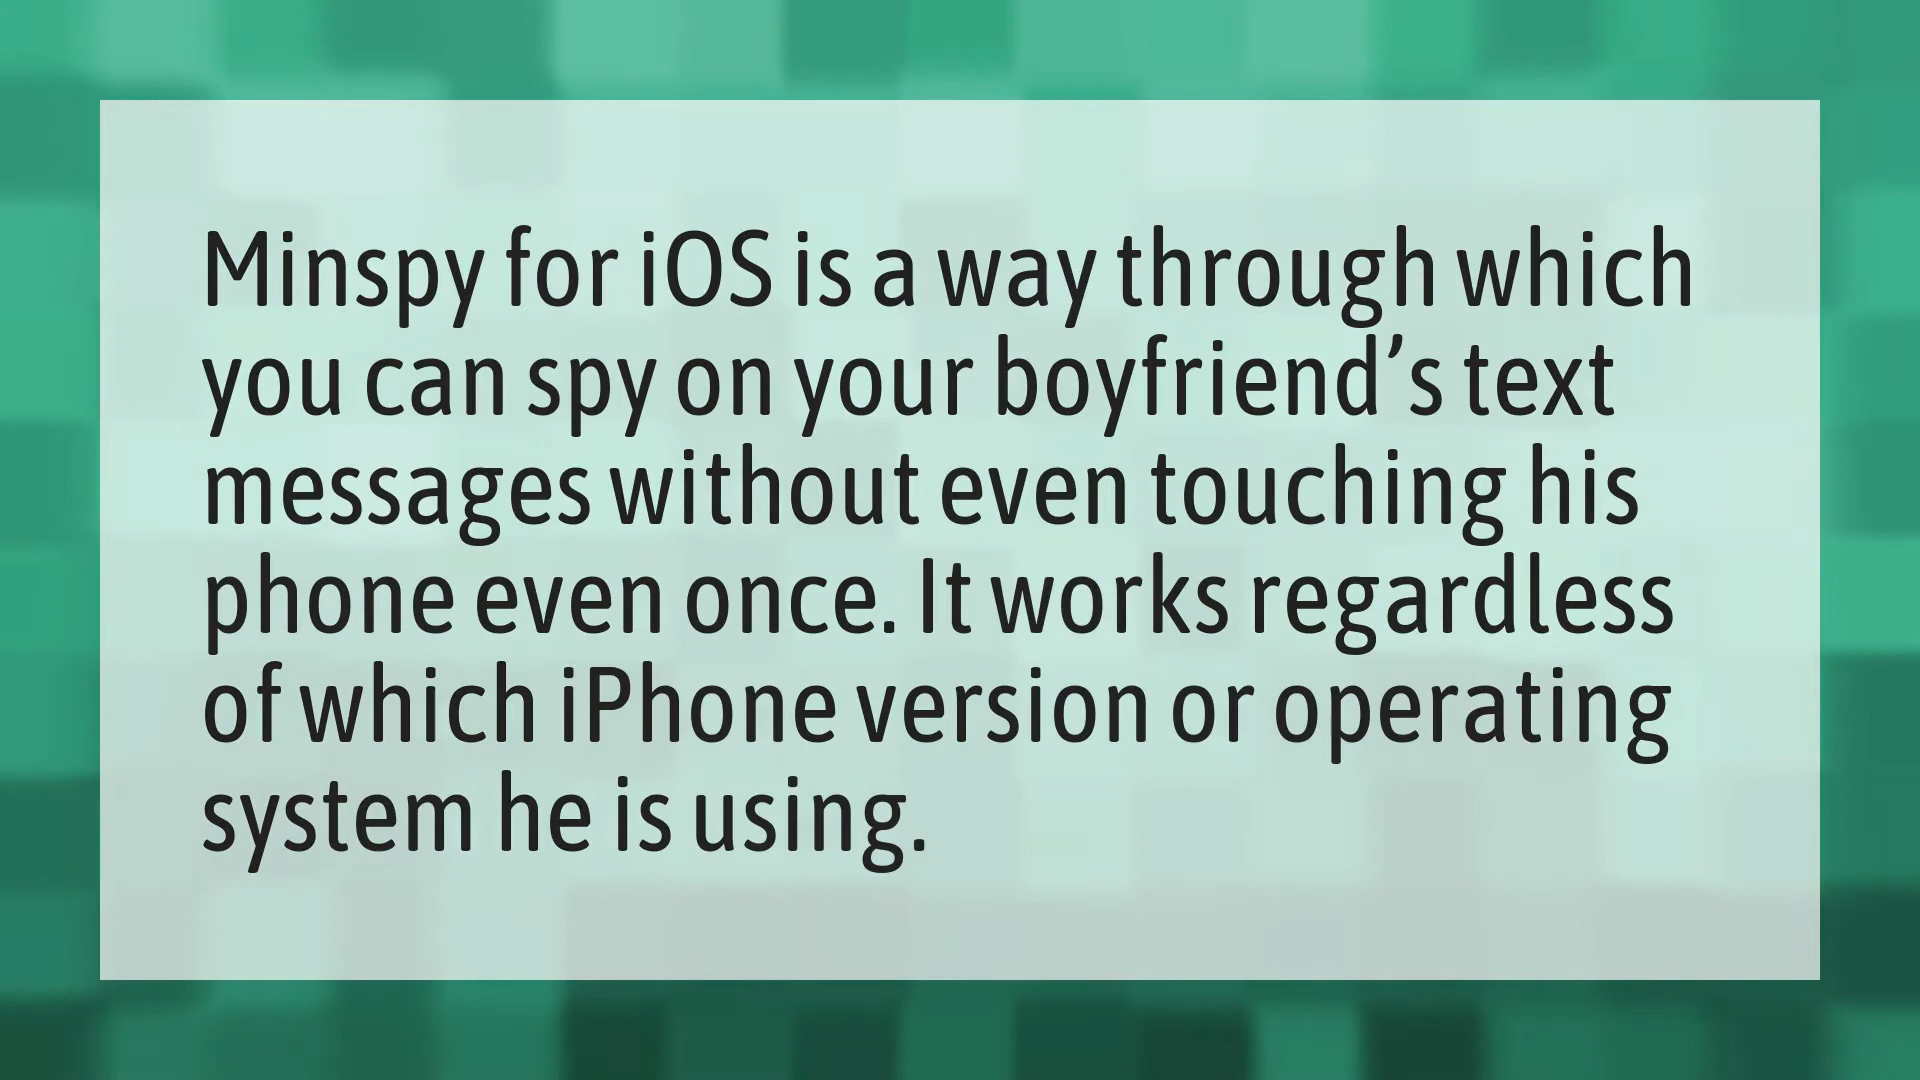 Minspy for iOS is a way through which
you can spy on your boyfriend’s text
messages without even touching his
phone even once. It works regardless
of which iPhone version or operating
system he is using.